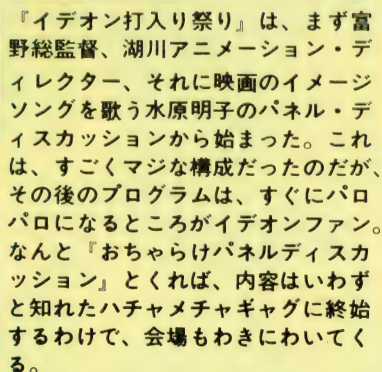 『イデオン打入り祭り』は、まず富
野総監督、湖川アニメーション・デ
ィレクター、それに映画のイメージ
ソングを歌う水原明子のパネル・デ
ィスカッションから始まった。これ
は、すごくマジな構成だったのだが、
その後のプログラムは、すぐにパロ
パロになるところがイデオンファン。
なんと『おちゃらけパネルディスカ
ッション』とくれば、内容はいわず
と知れたハチャメチャギャグに終始
するわけで、会場もわきにわいてく
る。